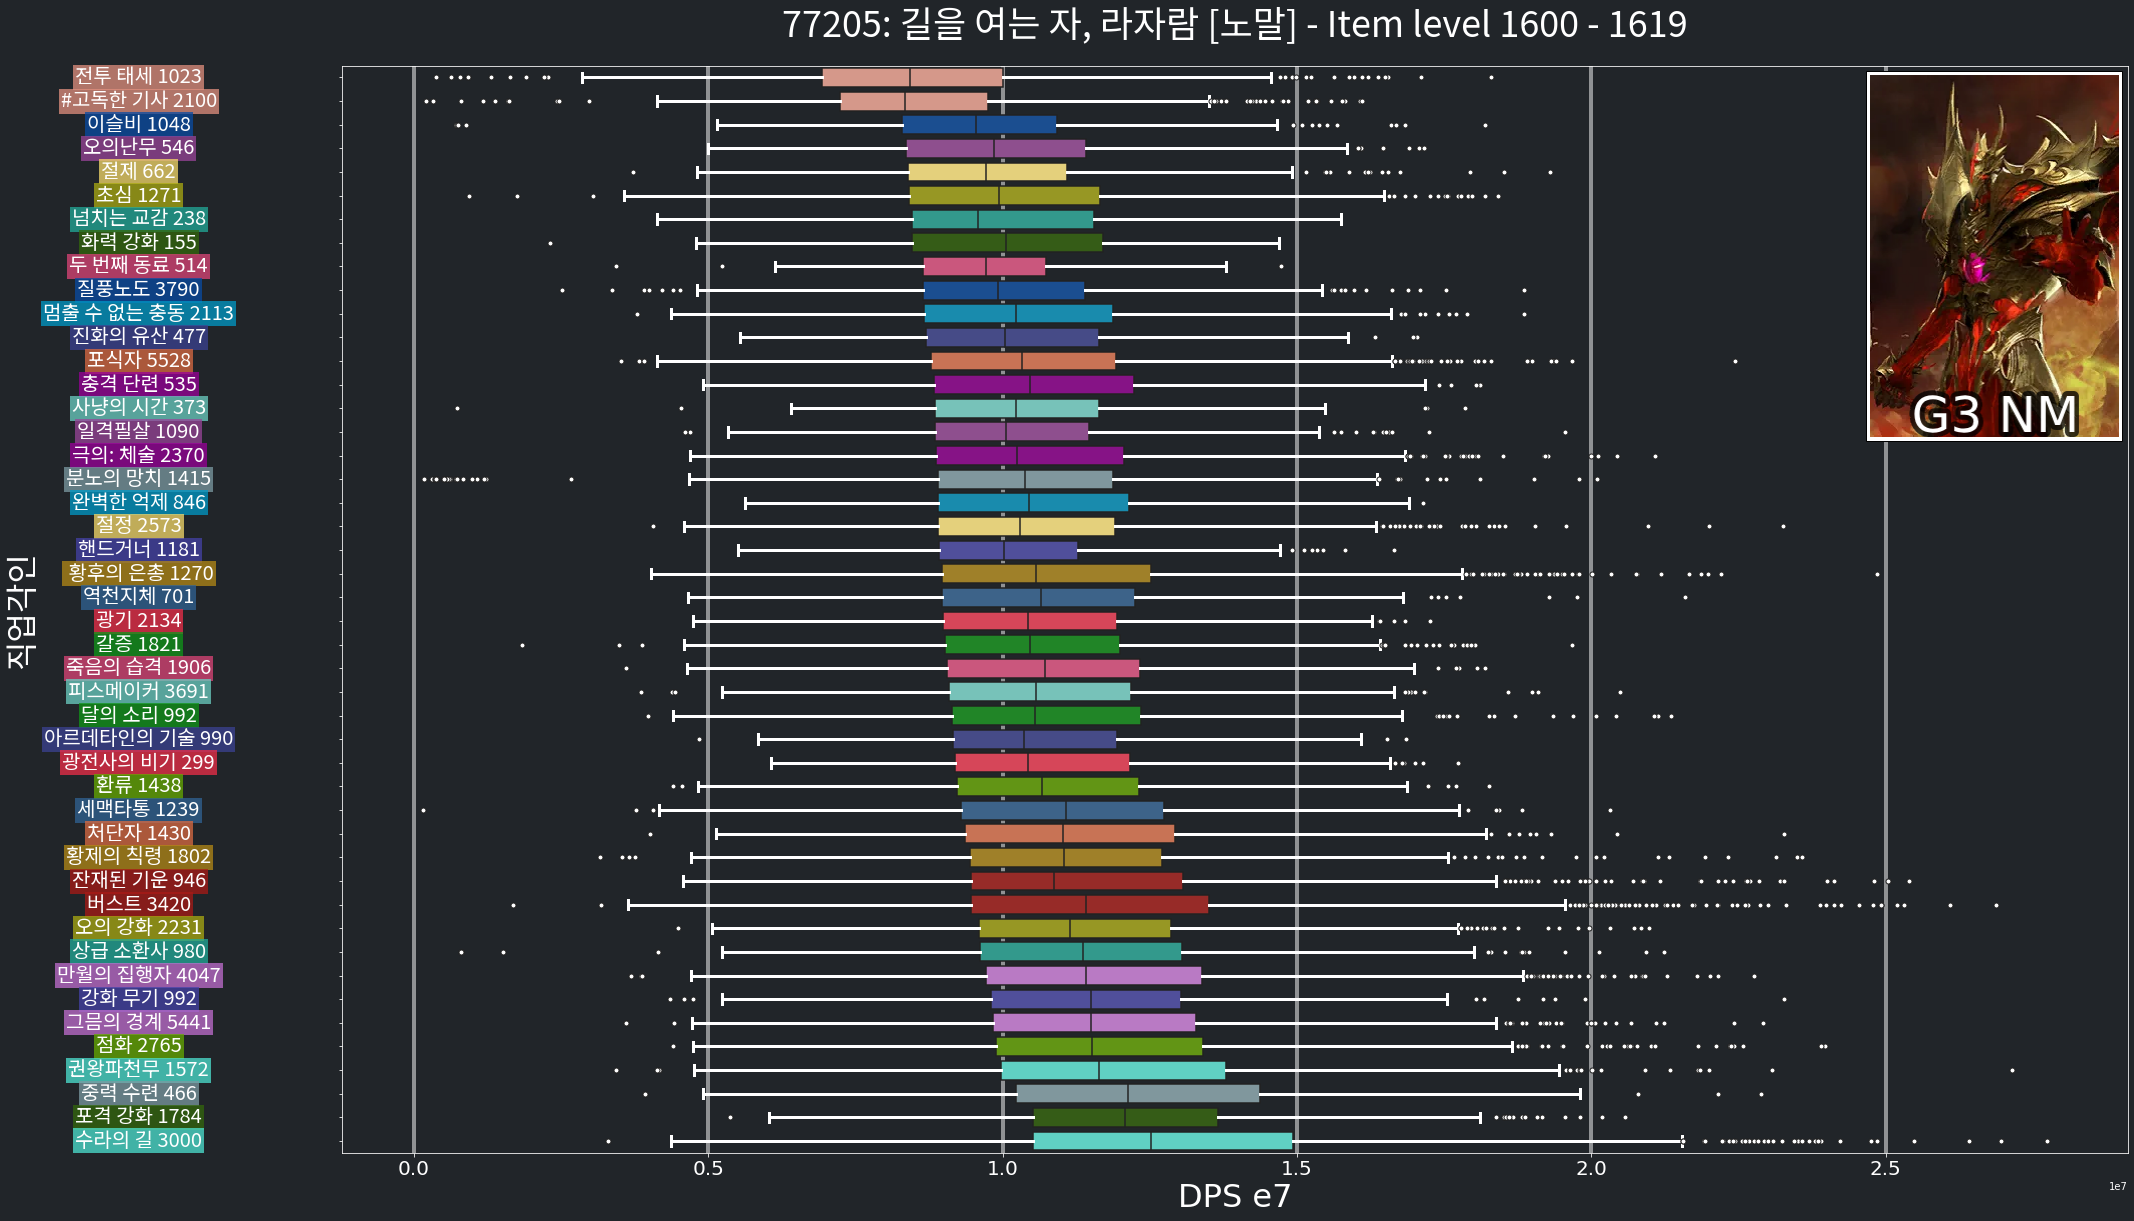 77205: 길을 여는 자, 라자람 [노말] - Item level 1600 - 1619
전투 태세 1023
#고독한 기사 2100
이슬비 1048
오의난무 546
절제 662
초심 1271
넘치는 교감 238
화력 강화 155
두 번째 동료 514
질풍노도 3790
멈출 수 없는 충동 2113
진화의 유산 477
포식자 5528
충격 단련 535
사냥의 시간 373
일격필살 1090
극의: 체술 2370
분노의 망치 1415
완벽한 억제 846
절정 2573
핸드거너 1181
황후의 은총 1270
역천지체 701
광기 2134
갈증 1821
죽음의 습격 1906
피스메이커 3691
달의 소리 992
아르데타인의 기술 990
광전사의 비기 299
환류 1438
세맥타통 1239
처단자 1430
황제의 칙령 1802
잔재된 기운 946
버스트 3420
오의 강화 2231
상급 소환사 980
만월의 집행자 4047
강화 무기 992
그믐의 경계 5441
점화 2765
권왕파천무 1572
중력 수련 466
포격 강화 1784
수라의 길 3000
직업각인
G3 NM
0.0 0.5 1.0 1.5 2.0 2.5
DPS e7
1e7